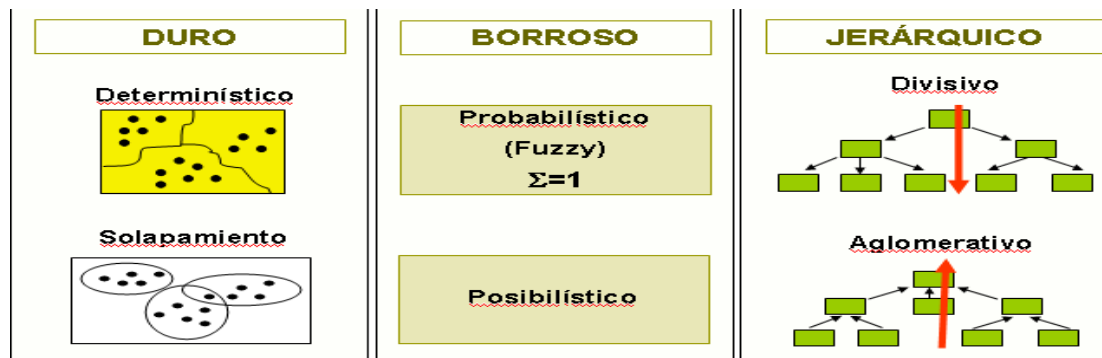 DURO
Determinístico
Solapamiento
BORROSO
Probabilístico
(Fuzzy)
Σ=1
Posibilístico
JERÁRQUICO
Divisivo
Aglomerativo